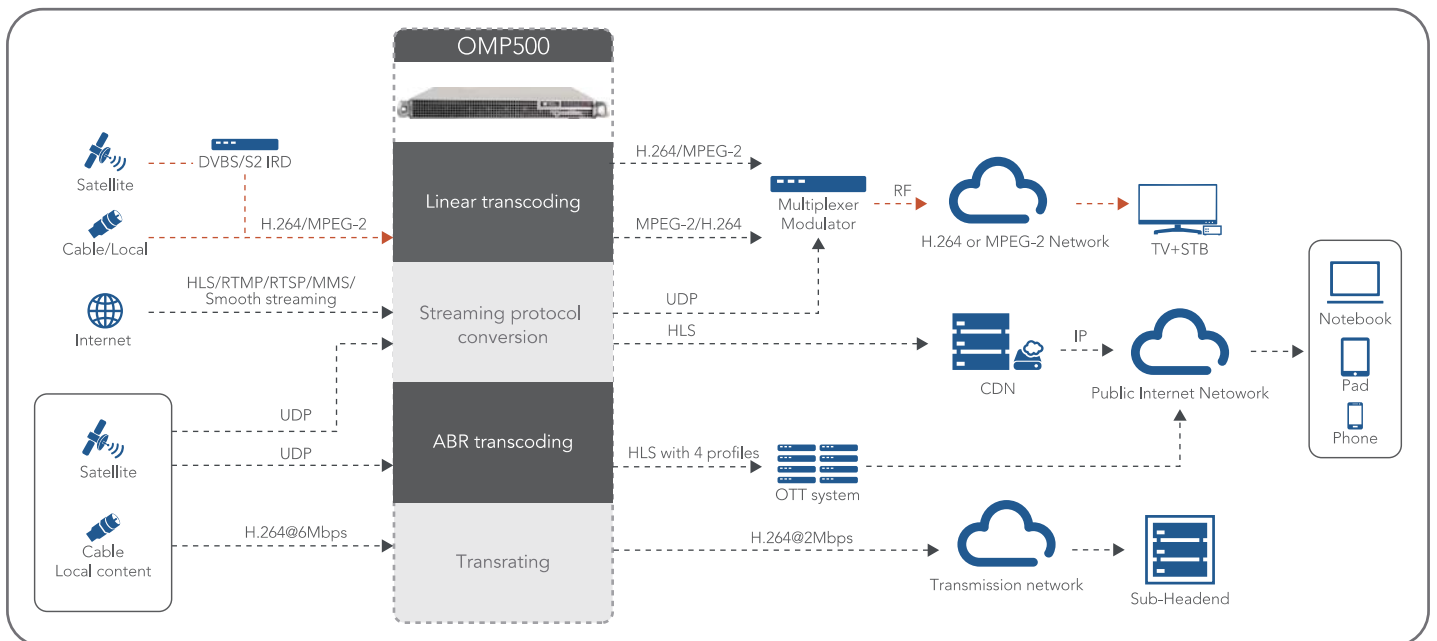 OMP500
Satellite
DVBS/S2 IRD
Cable/Local
H.264/MPEG-2
Linear transcoding
H.264/MPEG-2
MPEG-2/H.264
Multiplexer
Modulator
RF
H.264 or MPEG-2 Network
TV+STB
HLS/RTMP/RTSP/MMS/
Smooth streaming
Internet
Streaming protocol
conversion
UDP
HLS
CDN
IP
Public Internet Netowork
Notebook
Pad
Phone
UDP
UDP
Satellite
ABR transcoding
HLS with 4 profiles
OTT system
Cable
Local content
H.264@6Mbps
Transrating
H.264@2Mbps
Transmission network
Sub-Headend